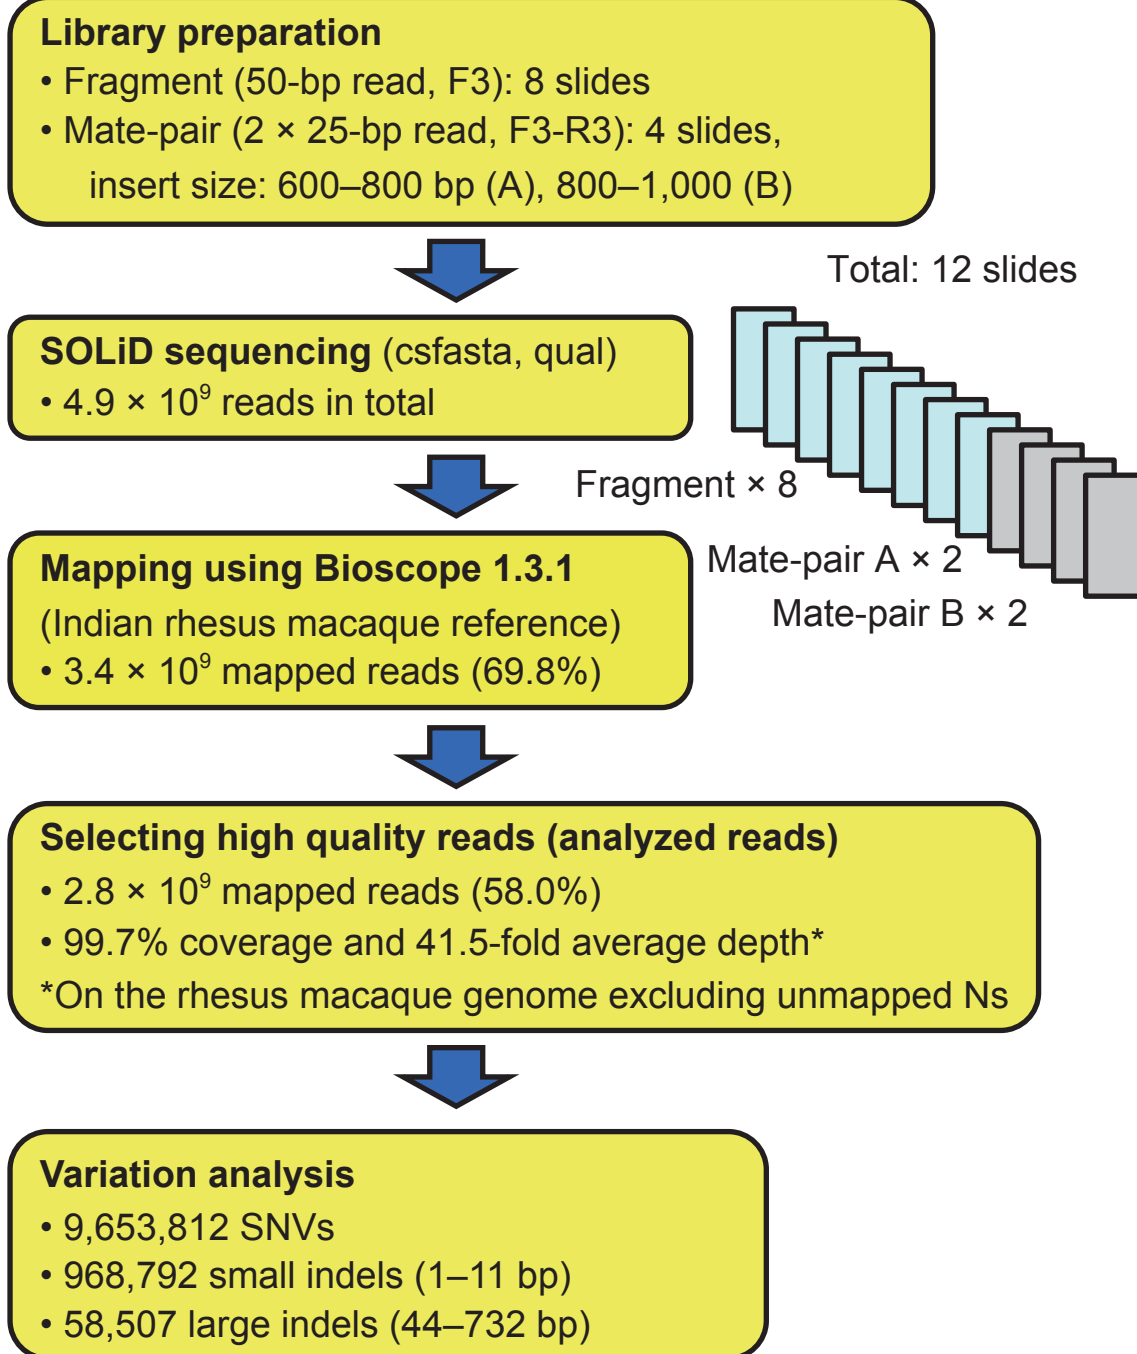 Library preparation
• Fragment (50-bp read, F3): 8 slides
• Mate-pair (2 × 25-bp read, F3-R3): 4 slides,
insert size: 600–800 bp (A), 800–1,000 (B)
Total: 12 slides
SOLiD sequencing (csfasta, qual)
• 4.9 × 10⁹ reads in total
Fragment × 8
Mate-pair A × 2
Mate-pair B × 2
Mapping using Bioscope 1.3.1
(Indian rhesus macaque reference)
• 3.4 × 10⁹ mapped reads (69.8%)
Selecting high quality reads (analyzed reads)
• 2.8 × 10⁹ mapped reads (58.0%)
• 99.7% coverage and 41.5-fold average depth*
*On the rhesus macaque genome excluding unmapped Ns
Variation analysis
• 9,653,812 SNVs
• 968,792 small indels (1–11 bp)
• 58,507 large indels (44–732 bp)